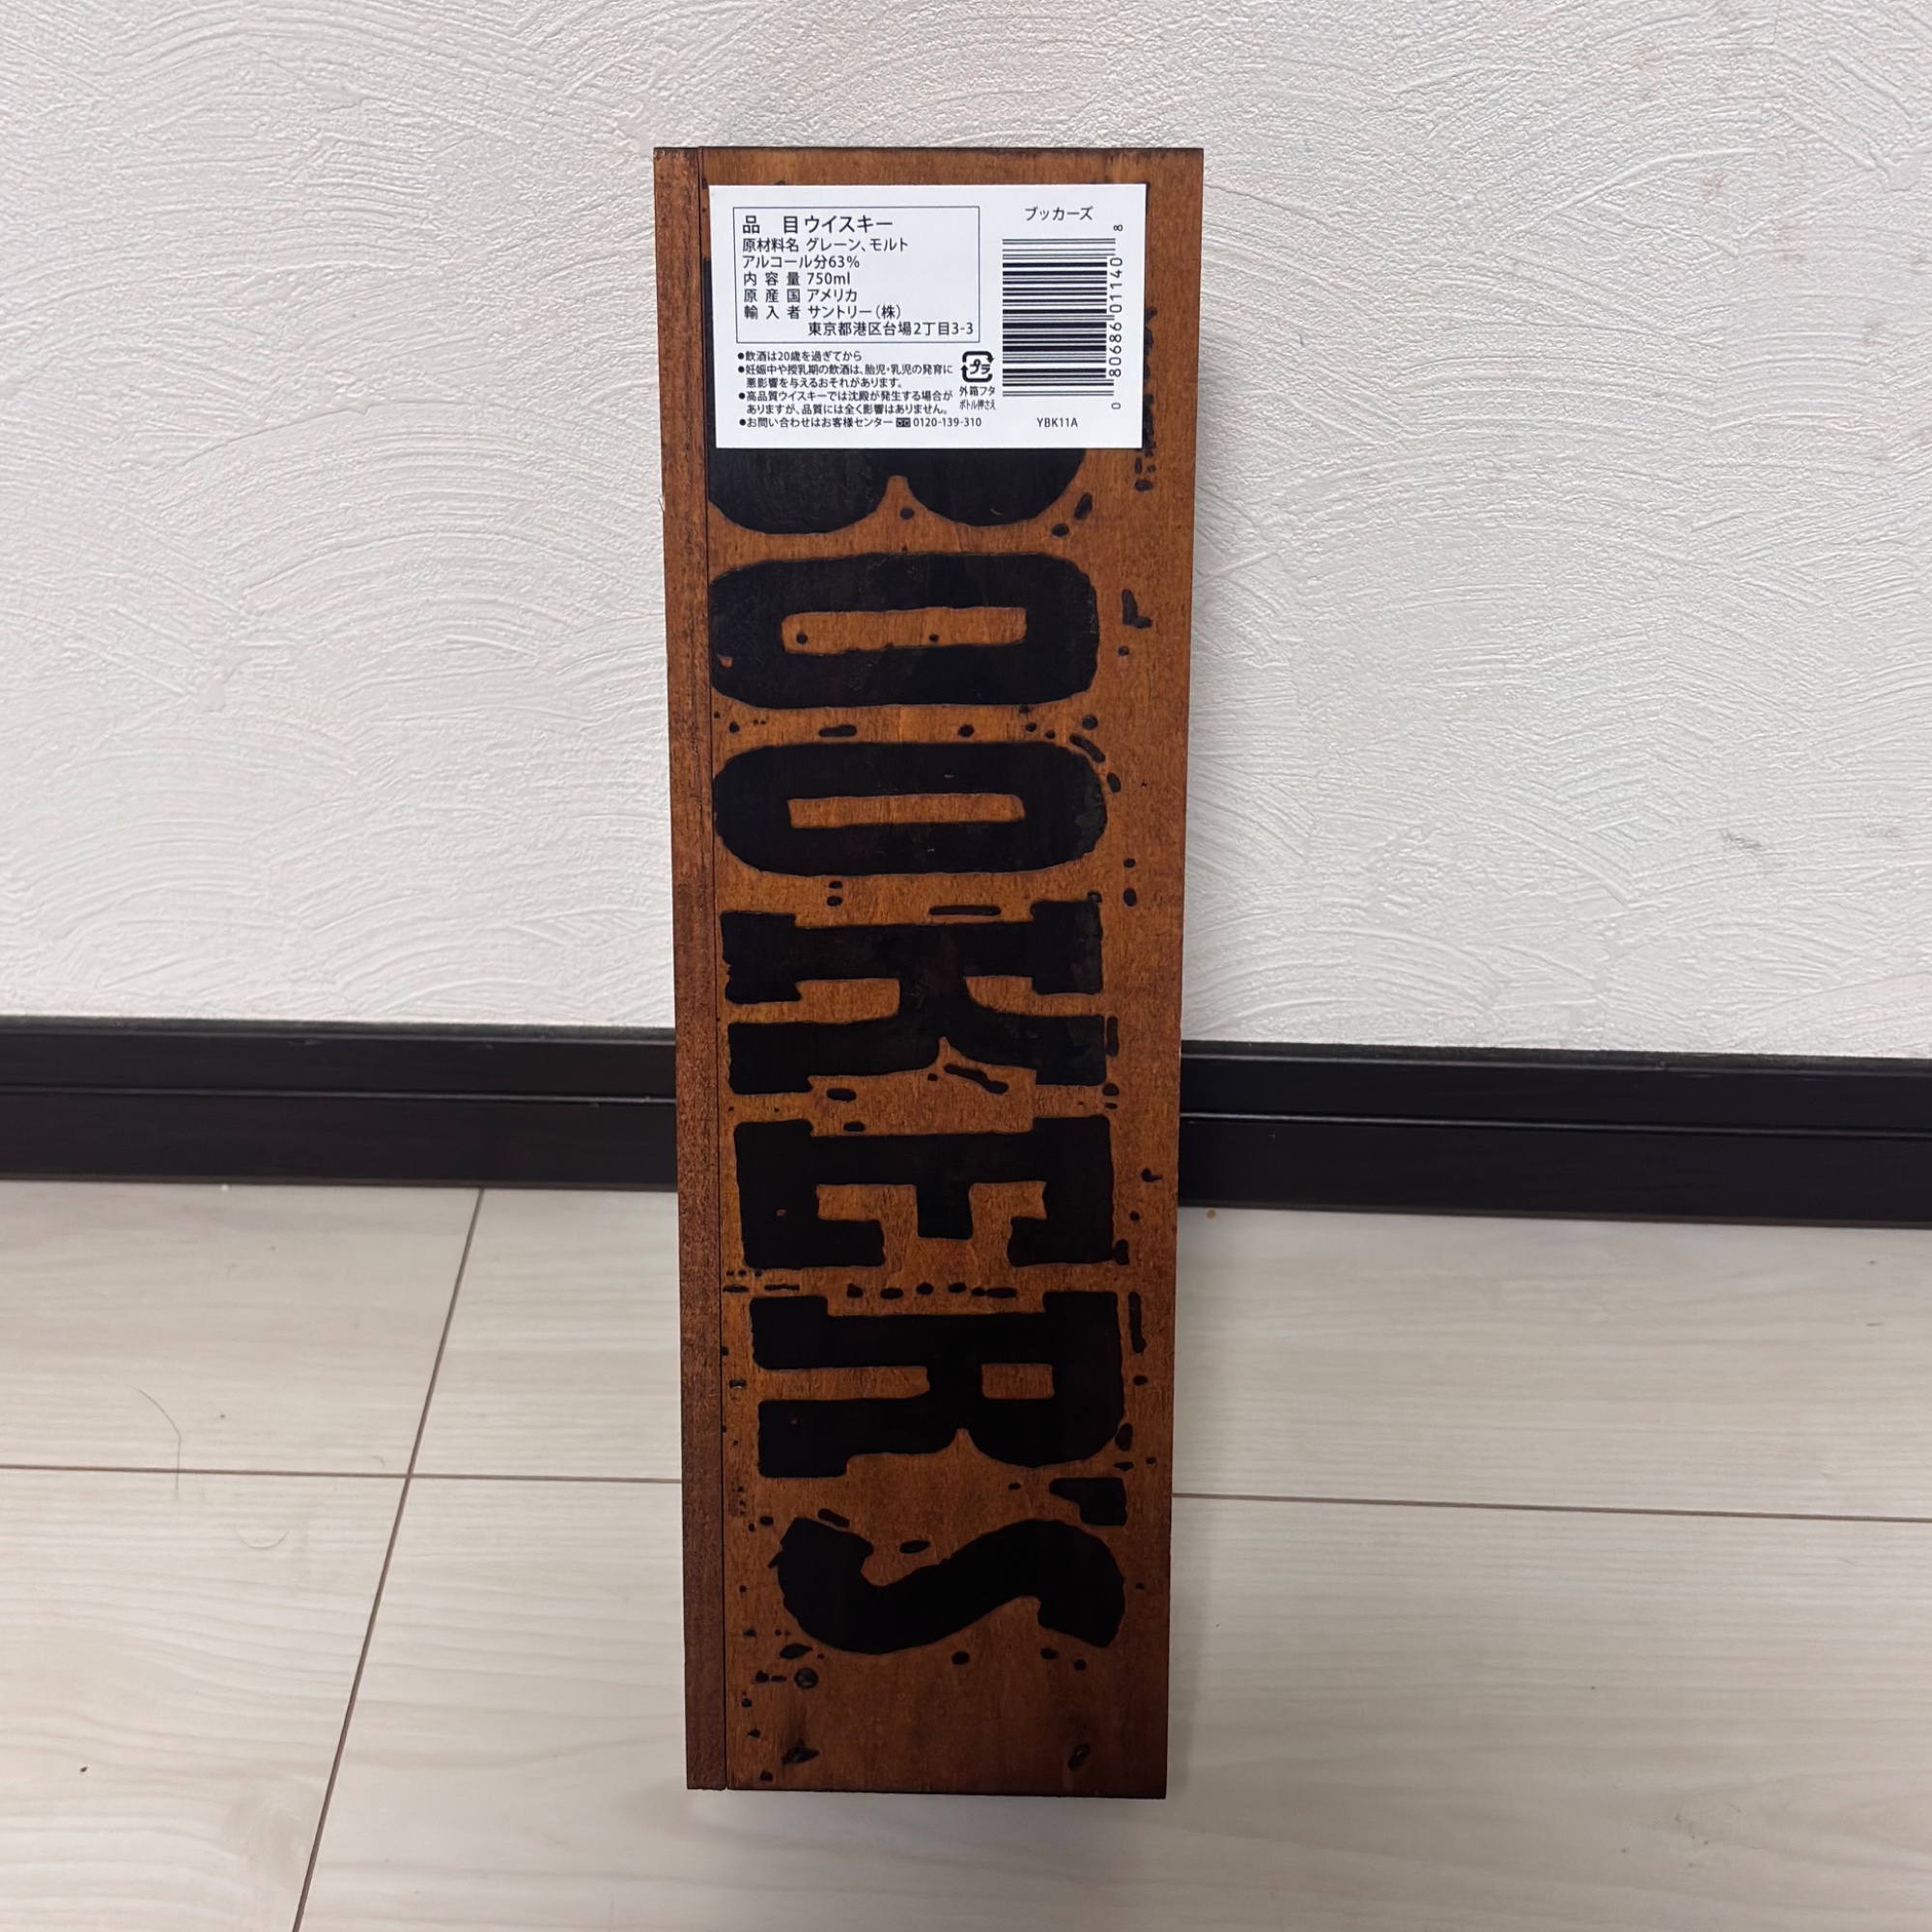 品 目 ウイスキー
原材料名 グレーン、モルト
アルコール分63%
内容量 750ml
原産国 アメリカ
輸入者 サントリー(株)
東京都港区台場2丁目3-3
●飲酒は20歳を過ぎてから
●妊娠中や授乳期の飲酒は、胎児・乳児の発育に
悪影響を与えるおそれがあります。
●高品質ウイスキーでは沈殿が発生する場合が
ありますが、品質には全く影響はありません。
●お問い合わせはお客様センター 0120-139-310
プラ
外箱フタ
ボトル押さえ
ブッカーズ
0 80686 01140 8
YBK11A
BOOKER'S